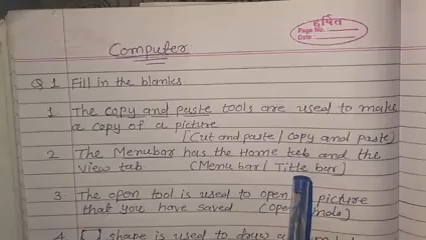 हर्षित
Page No. :
Date :
Computer
Q 1 Fill in the blanks
1. The copy and paste tools are used to make
a copy of a picture
(Cut and paste / Copy and paste)
2 The Menubar has the Home tab and the
view tab (Menu bar / Title bar)
3 The open tool is used to open picture
that you have saved
4 shape is used to draw a